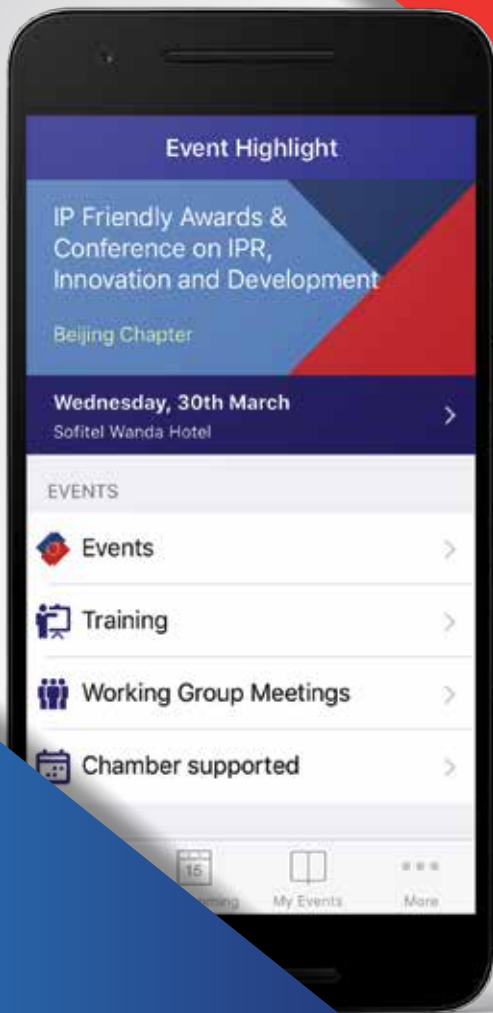 Event Highlight
IP Friendly Awards &
Conference on IPR,
Innovation and Development
Beijing Chapter
Wednesday, 30th March
Sofitel Wanda Hotel
EVENTS
Events
Training
Working Group Meetings
Chamber supported
15
My Events
More